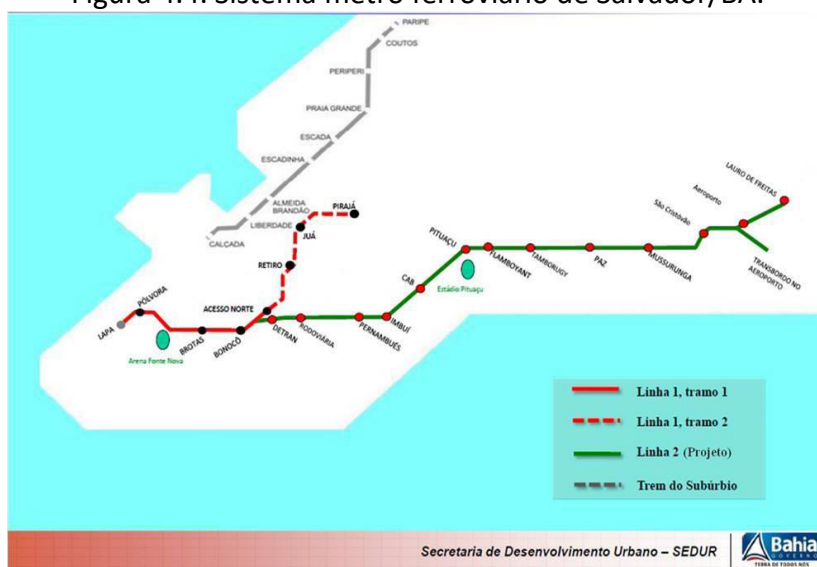 Figura 4.4. Sistema metro ferroviário de Salvador/BA.
PARIPE
COUTOS
PERIPERI
PRAIA GRANDE
ESCADA
ESCADINHA
ALMEIDA
BRANDÃO
LIBERDADE
CALÇADA
PIRAJÁ
JUÁ
RETIRO
ACESSO NORTE
PÓLVORA
LAPA
Arena Fonte Nova
BROTAS
BONOCÔ
DETRAN
RODOVIÁRIA
PERNAMBUÉS
IMBUÍ
CAB
PITUAÇU
Estádio Pituaçu
FLAMBOYANT
TAMBORUGY
PAZ
MUSSURUNGA
São Cristóvão
Aeroporto
LAURO DE FREITAS
TRANSBORDO NO
AEROPORTO
Linha 1, tramo 1
Linha 1, tramo 2
Linha 2 (Projeto)
Trem do Subúrbio
Secretaria de Desenvolvimento Urbano – SEDUR
Bahia
GOVERNO
TERRA DE TODOS NÓS